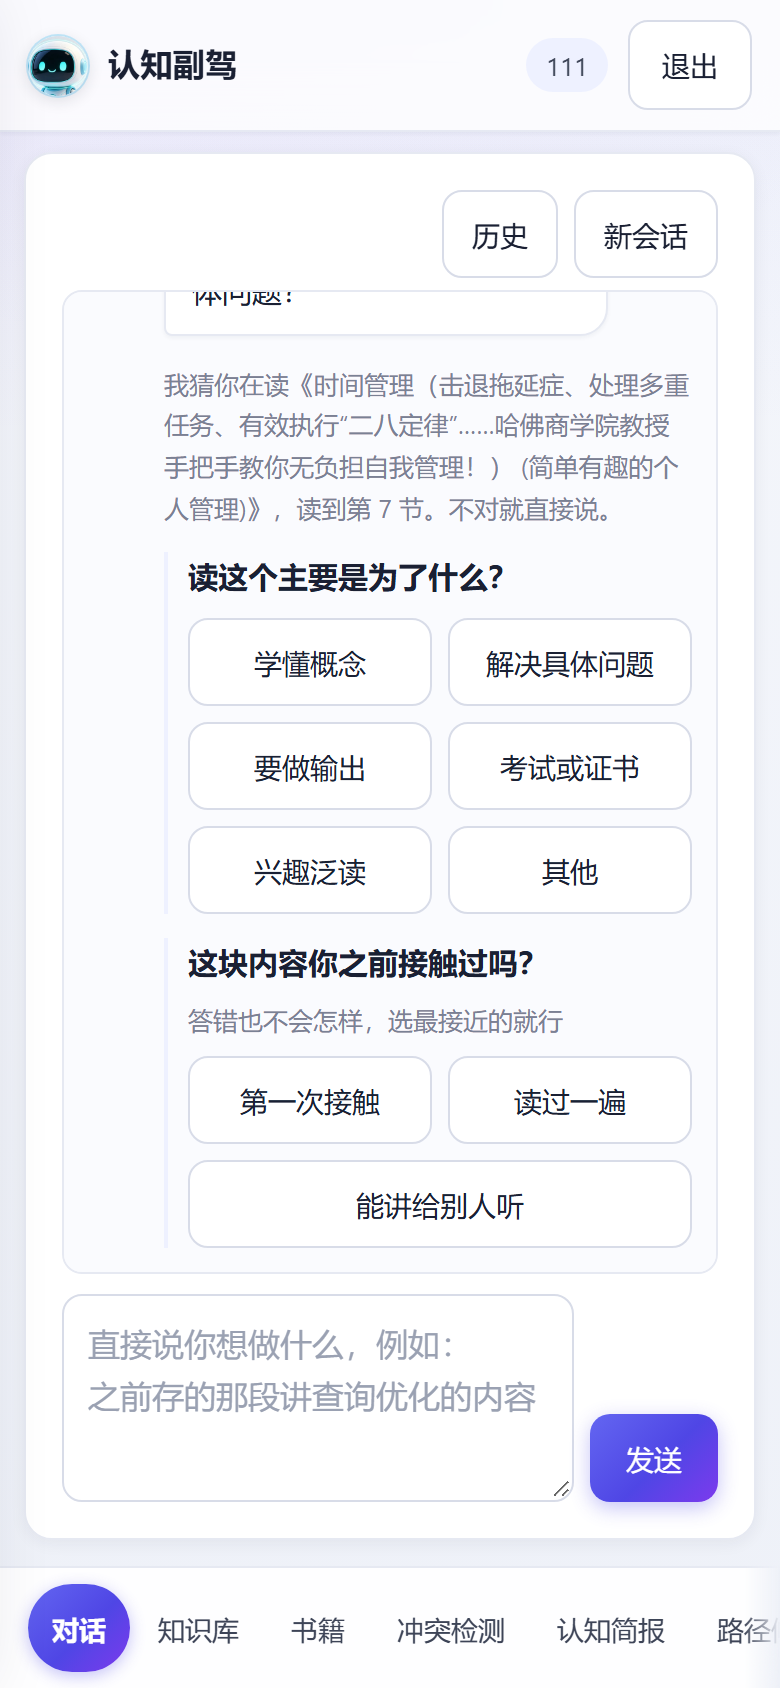 认知副驾
111
退出
历史
新会话
体问题？
我猜你在读《时间管理（击退拖延症、处理多重
任务、有效执行“二八定律”……哈佛商学院教授
手把手教你无负担自我管理！） (简单有趣的个
人管理)》，读到第 7 节。不对就直接说。
读这个主要是为了什么？
学懂概念
解决具体问题
要做输出
考试或证书
兴趣泛读
其他
这块内容你之前接触过吗？
答错也不会怎样，选最接近的就行
第一次接触
读过一遍
能讲给别人听
直接说你想做什么，例如：
之前存的那段讲查询优化的内容
发送
对话
知识库
书籍
冲突检测
认知简报
路径